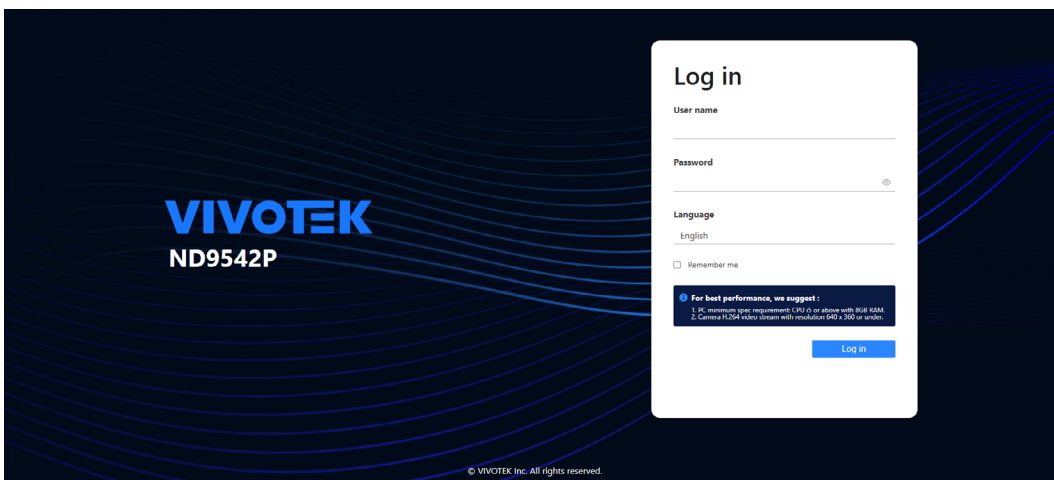 VIVOTEK
ND9542P
Log in
User name
Password
Language
English
Remember me
For best performance, we suggest :
1. PC minimum spec requirement: CPU i5 or above with 8GB RAM.
2. Camera H.264 video stream with resolution 640 x 360 or under.
Log in
© VIVOTEK Inc. All rights reserved.